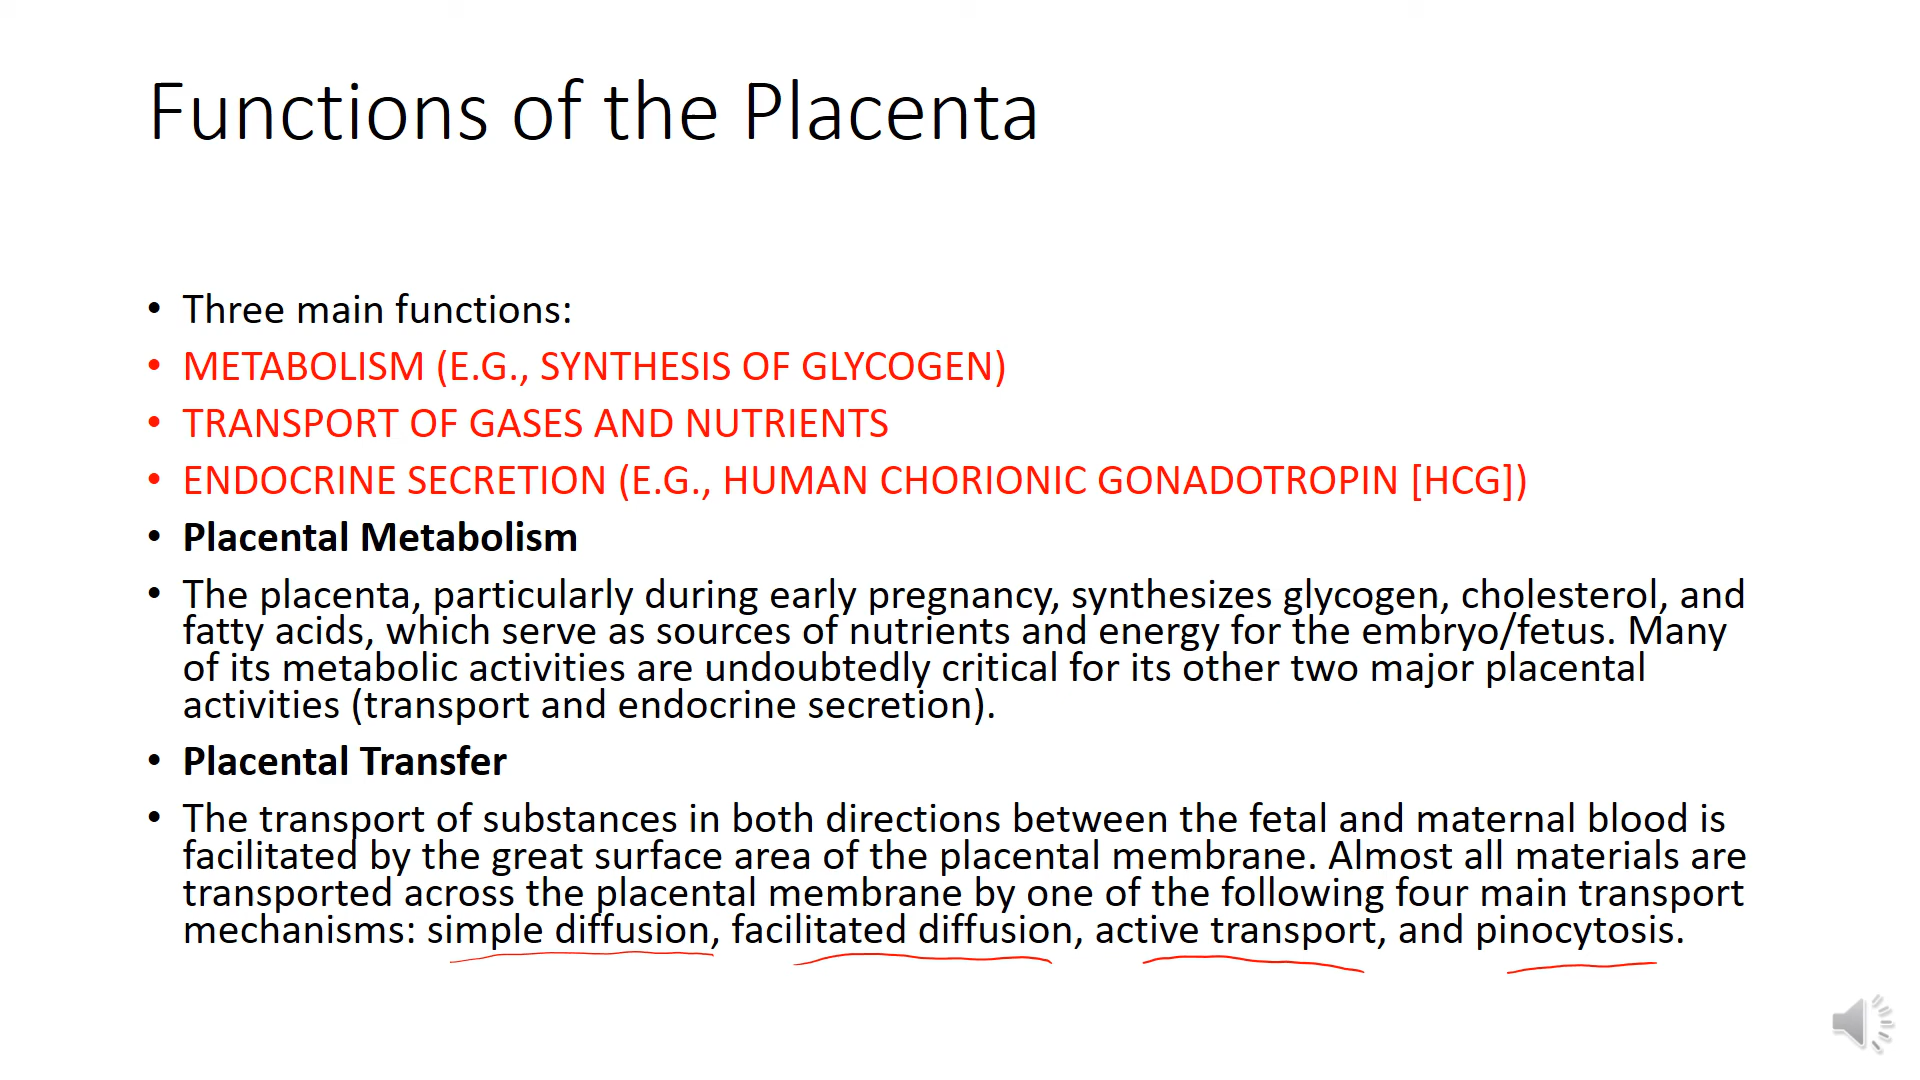 Functions of the Placenta
• Three main functions:
• METABOLISM (E.G., SYNTHESIS OF GLYCOGEN)
• TRANSPORT OF GASES AND NUTRIENTS
• ENDOCRINE SECRETION (E.G., HUMAN CHORIONIC GONADOTROPIN [HCG])
• Placental Metabolism
• The placenta, particularly during early pregnancy, synthesizes glycogen, cholesterol, and
fatty acids, which serve as sources of nutrients and energy for the embryo/fetus. Many
of its metabolic activities are undoubtedly critical for its other two major placental
activities (transport and endocrine secretion).
• Placental Transfer
• The transport of substances in both directions between the fetal and maternal blood is
facilitated by the great surface area of the placental membrane. Almost all materials are
transported across the placental membrane by one of the following four main transport
mechanisms: simple diffusion, facilitated diffusion, active transport, and pinocytosis.